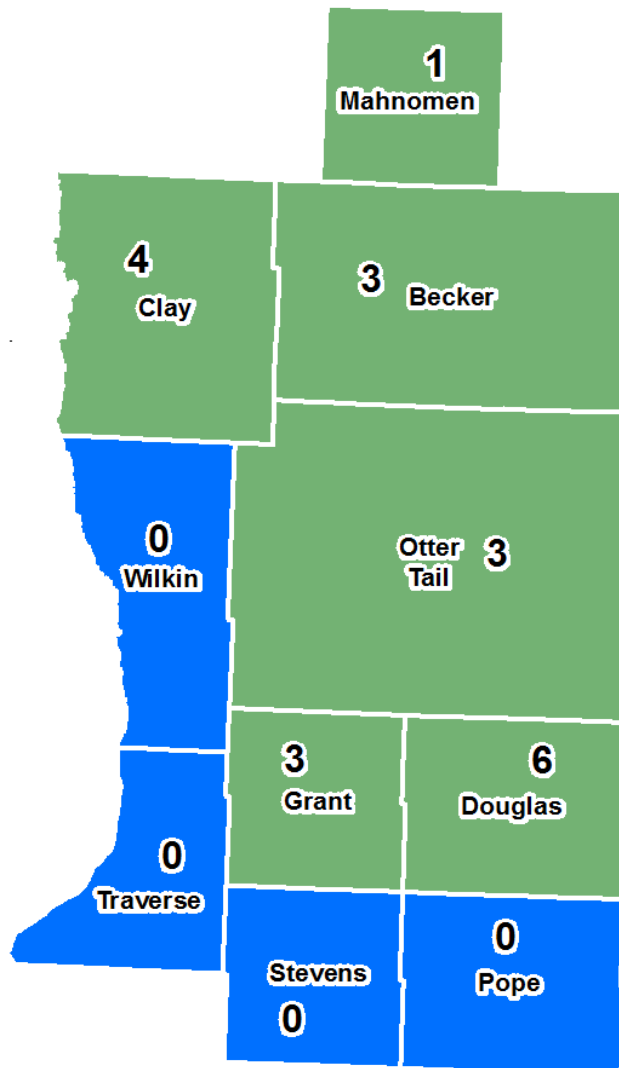 1
Mahnomen
4
Clay
3 Becker
0
Wilkin
Otter
Tail
3
3
Grant
6
Douglas
0
Traverse
Stevens
0
0
Pope